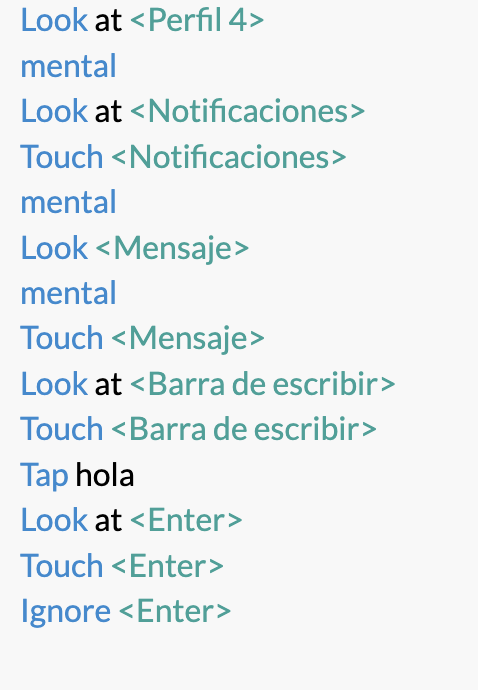 Look at <Perfil 4>
mental
Look at <Notificaciones>
Touch <Notificaciones>
mental
Look <Mensaje>
mental
Touch <Mensaje>
Look at <Barra de escribir>
Touch <Barra de escribir>
Tap hola
Look at <Enter>
Touch <Enter>
Ignore <Enter>